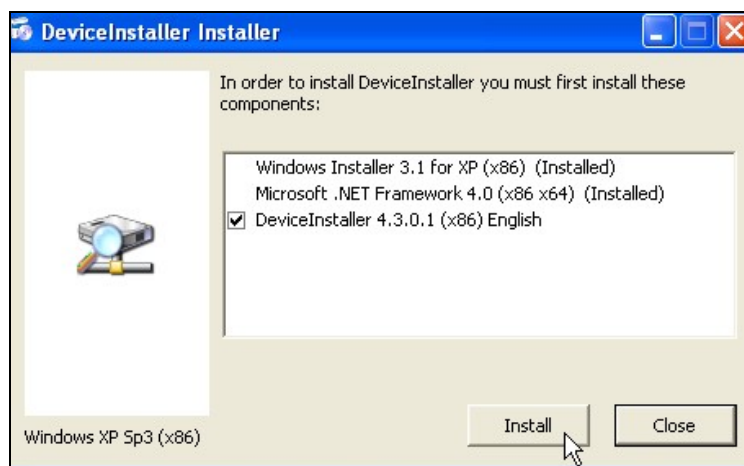 DeviceInstaller Installer
In order to install DeviceInstaller you must first install these
components:
Windows Installer 3.1 for XP (x86) (Installed)
Microsoft .NET Framework 4.0 (x86 x64) (Installed)
DeviceInstaller 4.3.0.1 (x86) English
Windows XP Sp3 (x86)
Install
Close